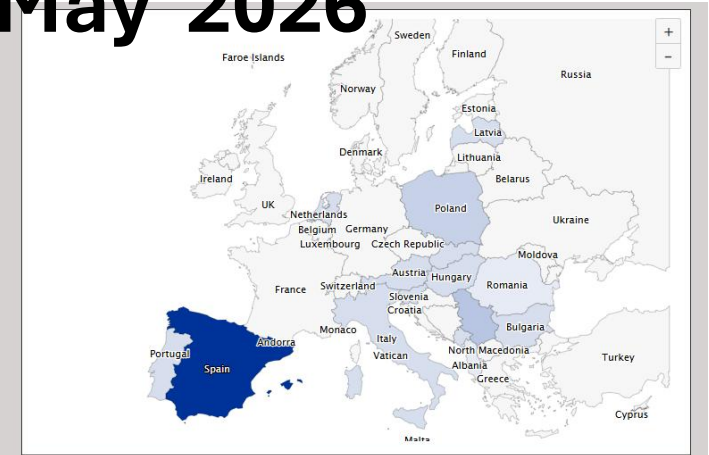 May 2026
+
−
Sweden
Finland
Faroe Islands
Russia
Norway
Estonia
Latvia
Denmark
Lithuania
Ireland
Belarus
UK
Netherlands
Poland
Ukraine
Belgium
Germany
Luxembourg
Czech Republic
Moldova
Austria
Hungary
France
Switzerland
Romania
Slovenia
Croatia
Bulgaria
Monaco
Andorra
Italy
Portugal
Vatican
North Macedonia
Turkey
Spain
Albania
Greece
Cyprus
Malta